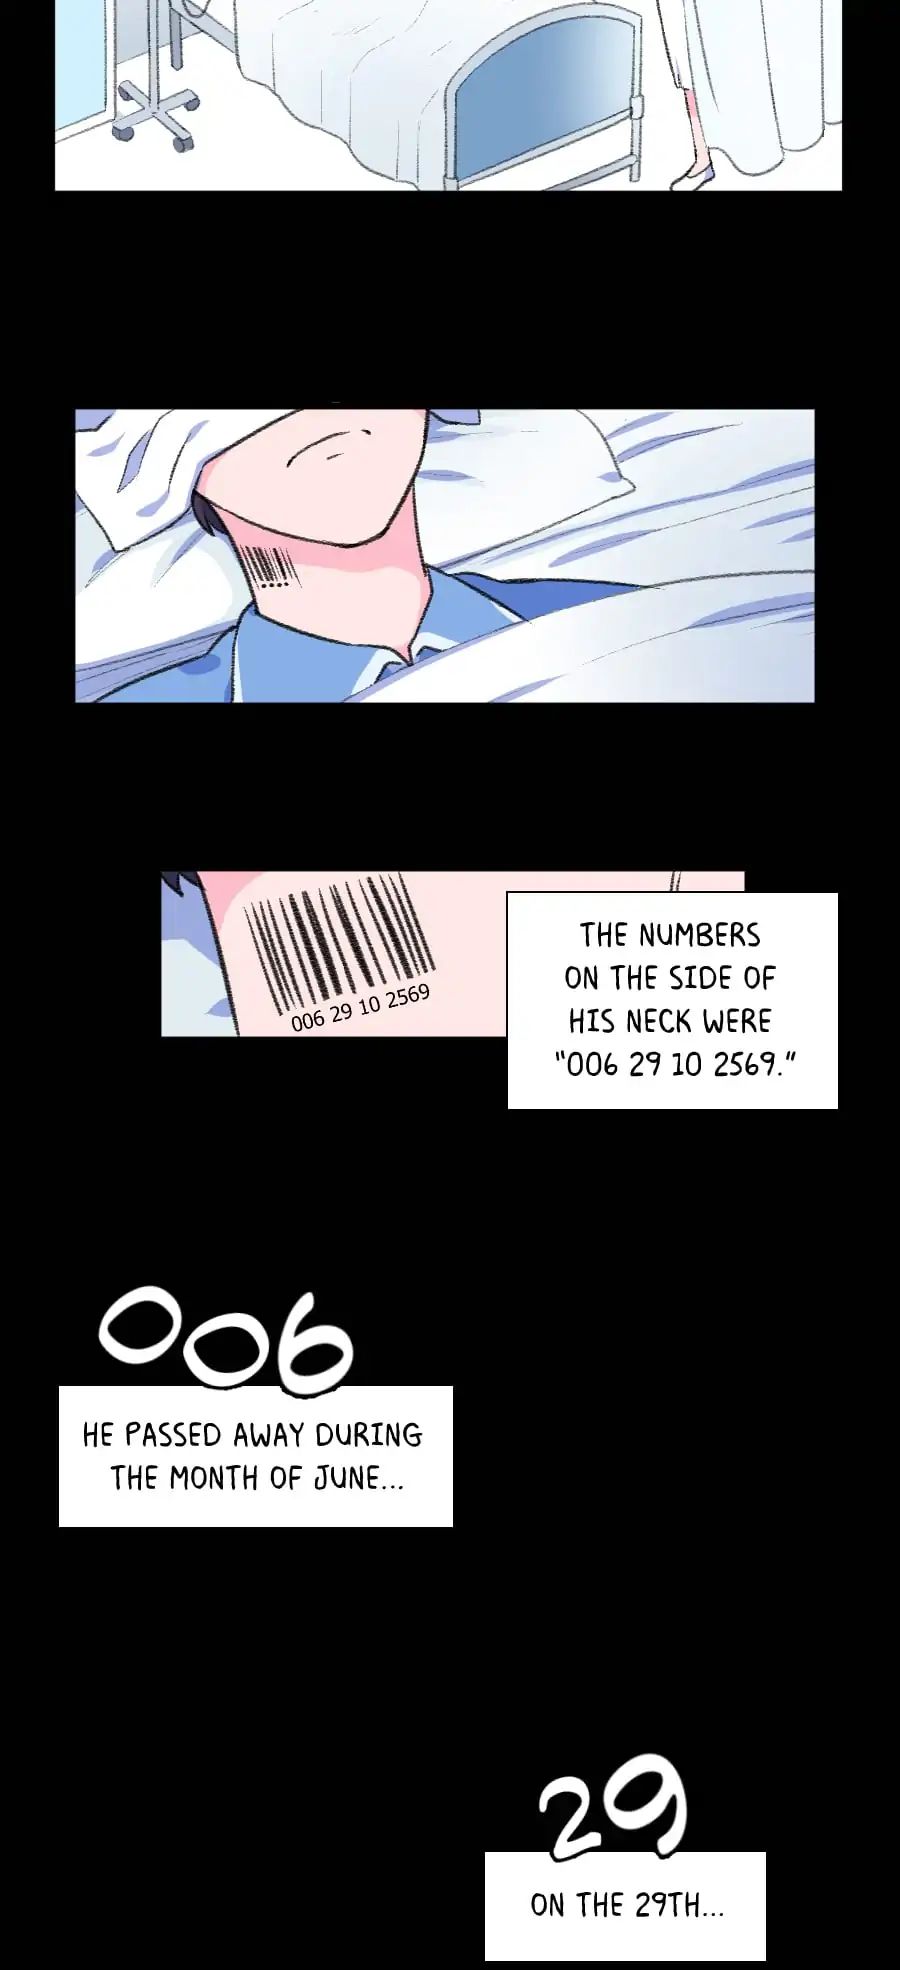 006 29 10 2569
THE NUMBERS
ON THE SIDE OF
HIS NECK WERE
"006 29 10 2569."
006
HE PASSED AWAY DURING
THE MONTH OF JUNE...
29
ON THE 29TH...